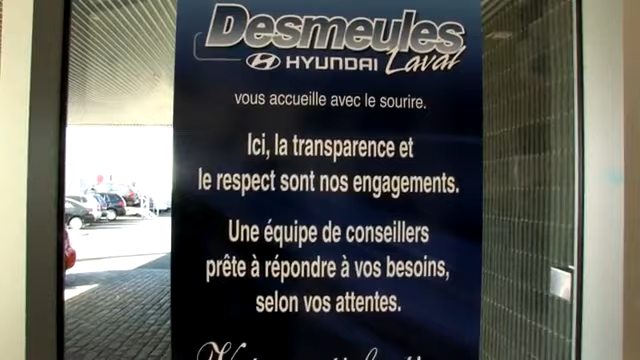 Desmeules
HYUNDAI Laval
vous accueille avec le sourire.
Ici, la transparence et
le respect sont nos engagements.
Une équipe de conseillers
prête à répondre à vos besoins,
selon vos attentes.